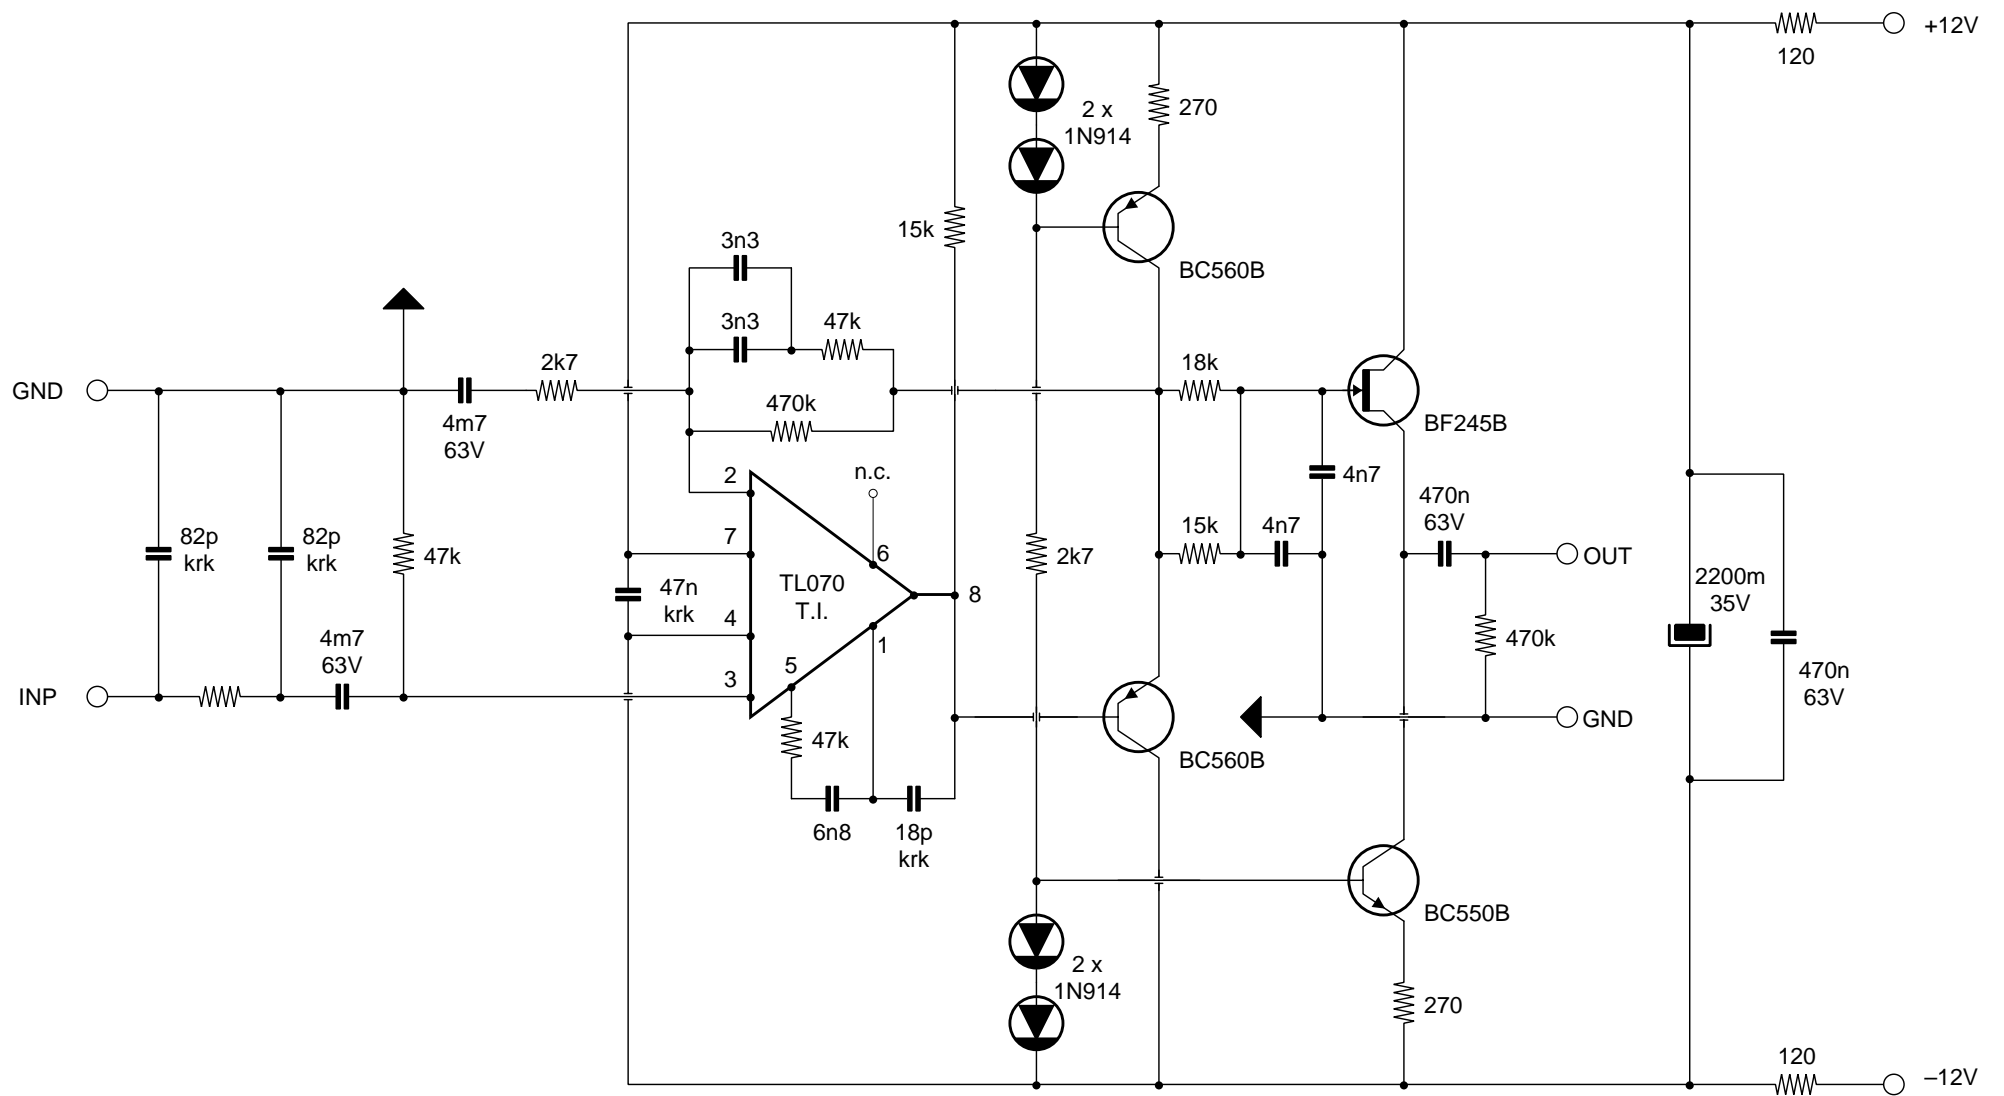 +12V
120
2 x
1N914
270
15k
3n3
BC560B
3n3
47k
2k7
18k
GND
470k
4m7
63V
BF245B
2
n.c.
4n7
470n
63V
7
6
15k
4n7
82p
krk
82p
krk
47k
2k7
OUT
TL070
T.I.
47n
krk
8
2200m
35V
4
1
4m7
63V
470k
5
3
470n
63V
INP
GND
47k
BC560B
6n8
18p
krk
BC550B
2 x
1N914
270
120
–12V